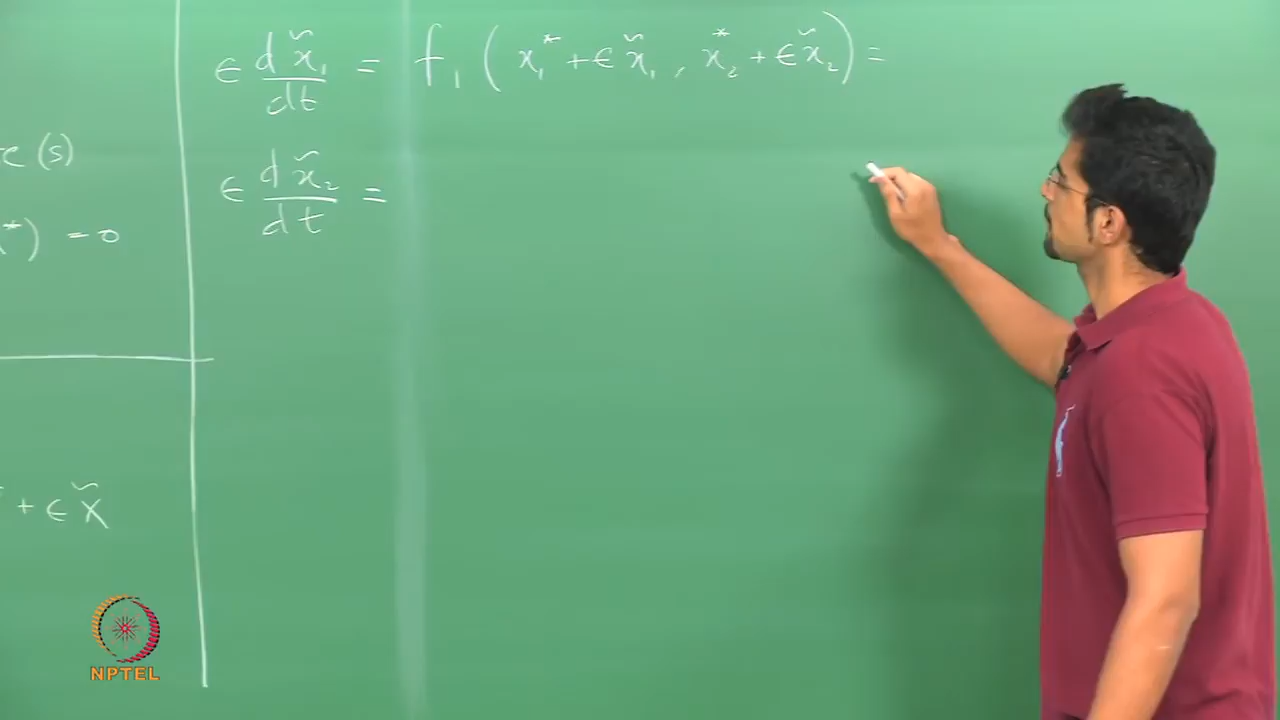 ϵ dx̃₁/dt = f₁ ( x₁* + ϵ x̃₁ , x₂* + ϵ x̃₂ ) =
ϵ dx̃₂/dt =
(s)
*) = 0
+ ϵ x̃
NPTEL